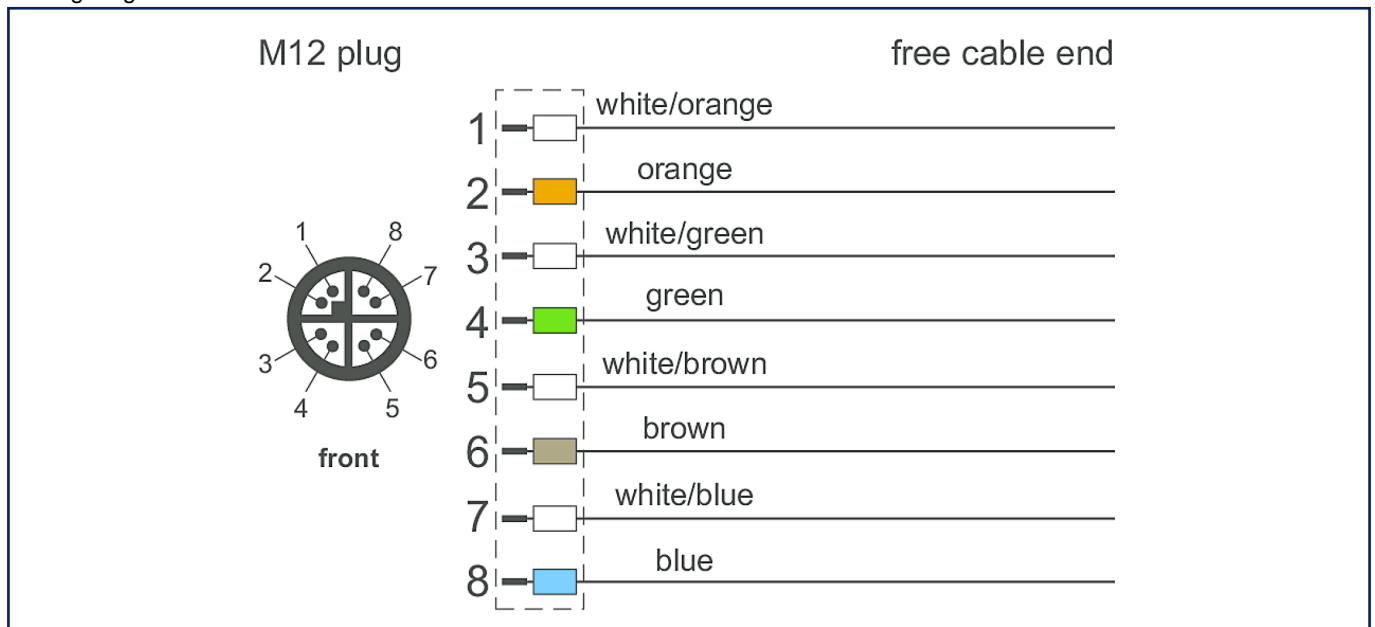 M12 plug
free cable end
1 white/orange
2 orange
3 white/green
4 green
5 white/brown
6 brown
7 white/blue
8 blue
1 8
2 7
3 6
4 5
front